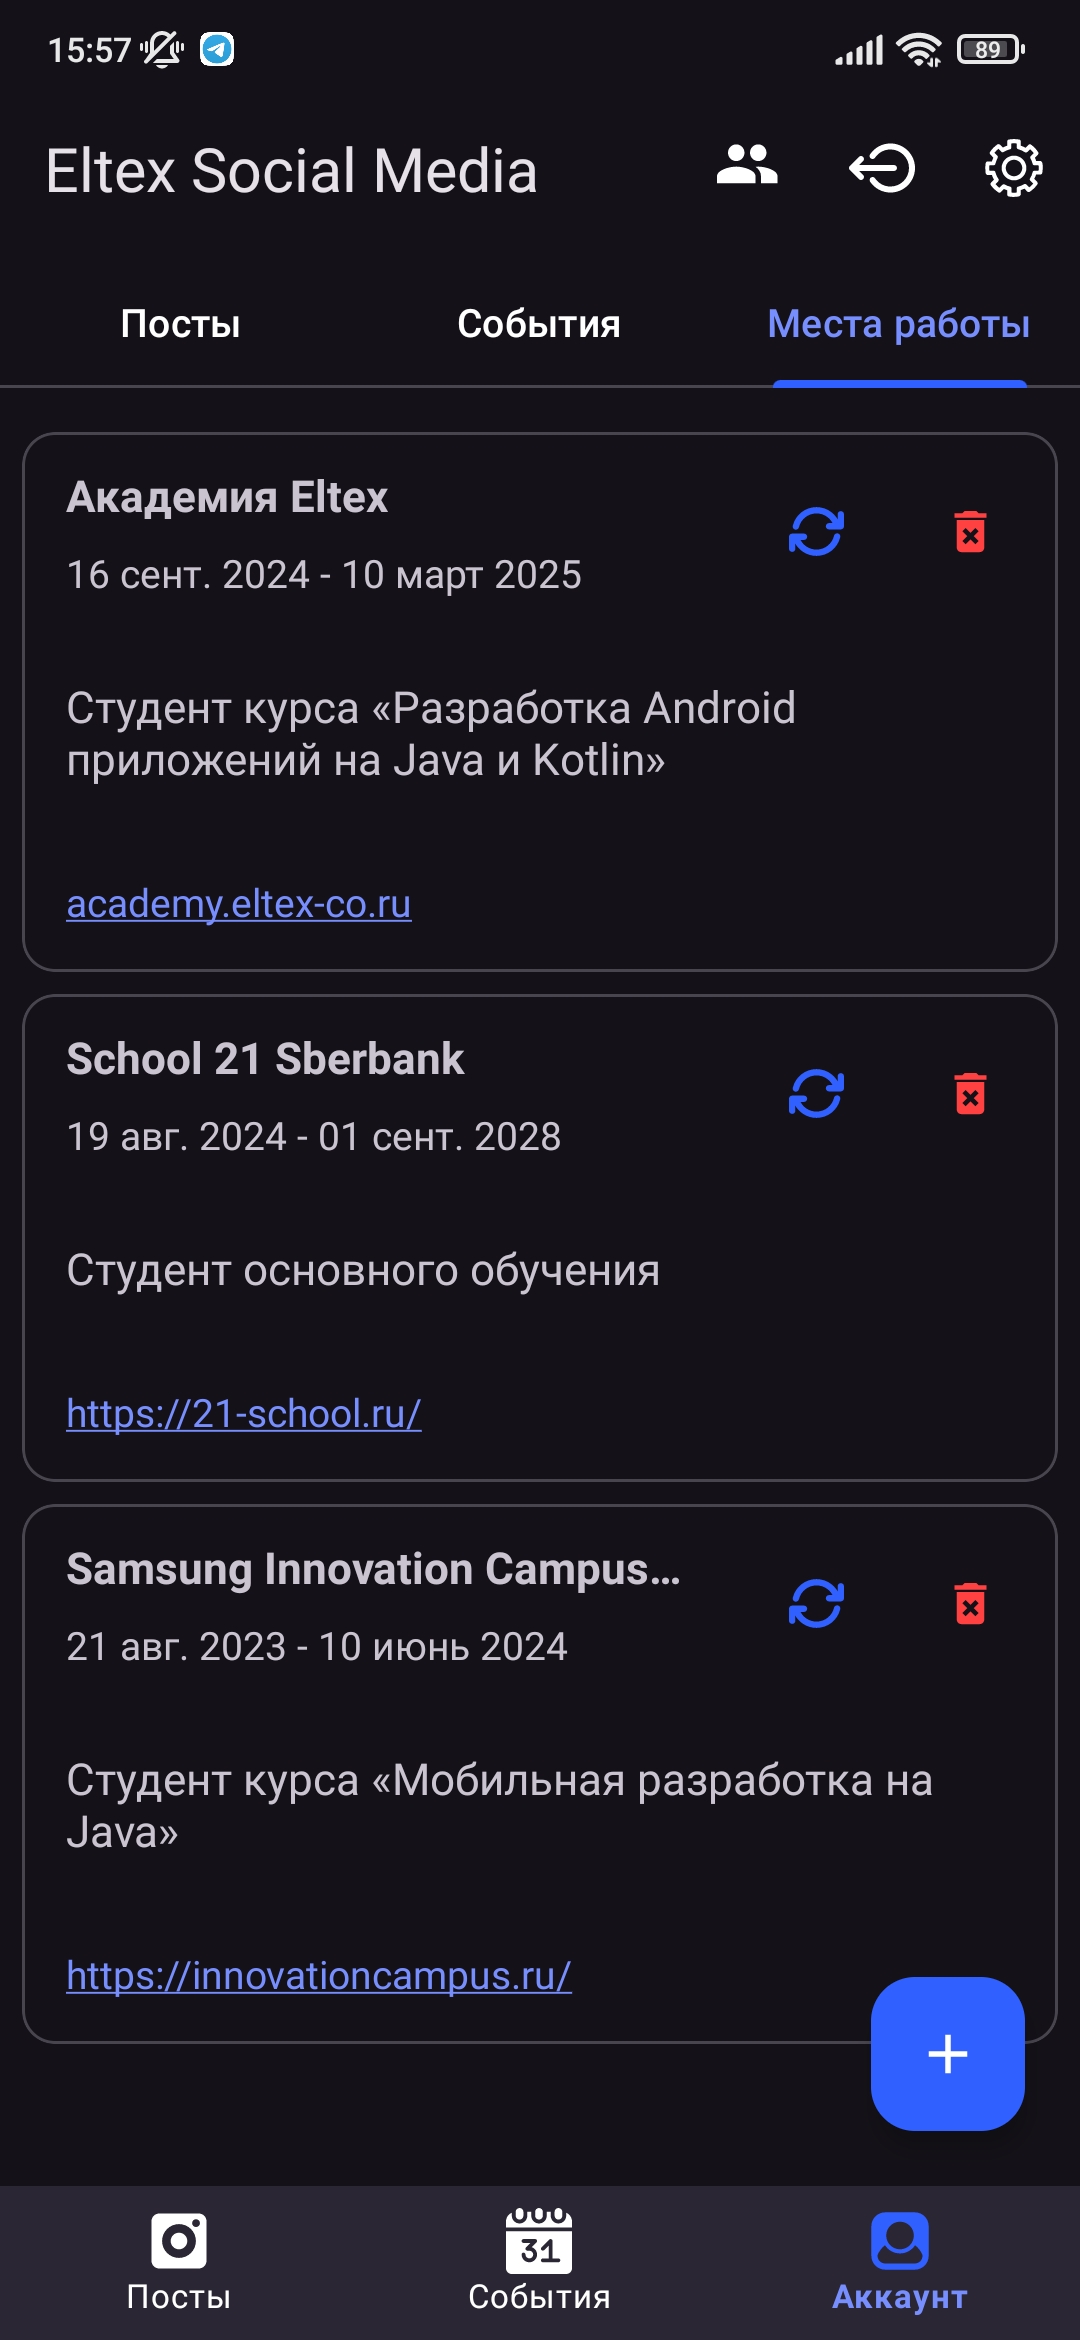 15:57
89
Eltex Social Media
Посты
События
Места работы
Академия Eltex
16 сент. 2024 - 10 март 2025
Студент курса «Разработка Android
приложений на Java и Kotlin»
academy.eltex-co.ru
School 21 Sberbank
19 авг. 2024 - 01 сент. 2028
Студент основного обучения
https://21-school.ru/
Samsung Innovation Campus…
21 авг. 2023 - 10 июнь 2024
Студент курса «Мобильная разработка на
Java»
https://innovationcampus.ru/
+
31
Посты
События
Аккаунт